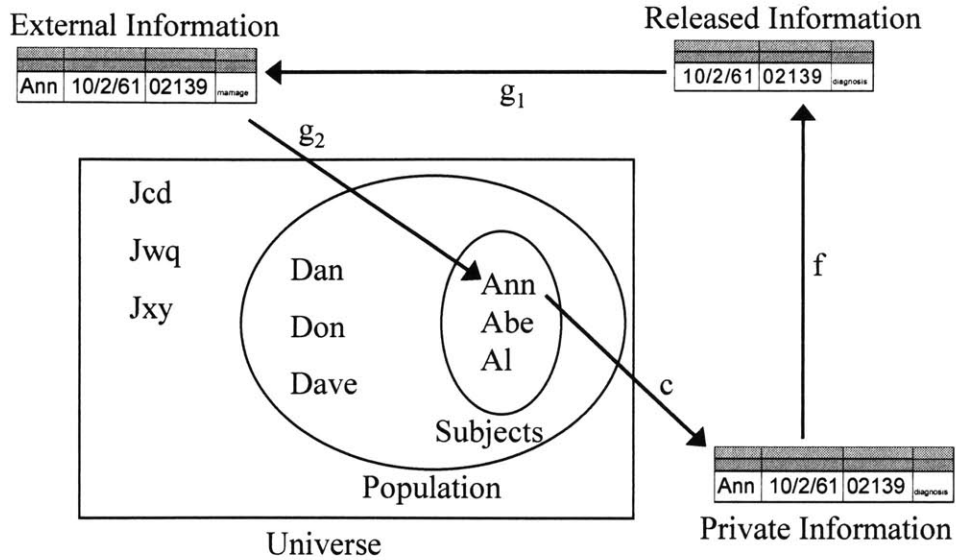 External Information
Released Information
Ann 10/2/61 02139 marriage
10/2/61 02139 diagnosis
g1
g2
Jcd
Jwq
Jxy
Dan
Don
Dave
Ann
Abe
Al
f
c
Subjects
Population
Universe
Ann 10/2/61 02139 diagnosis
Private Information